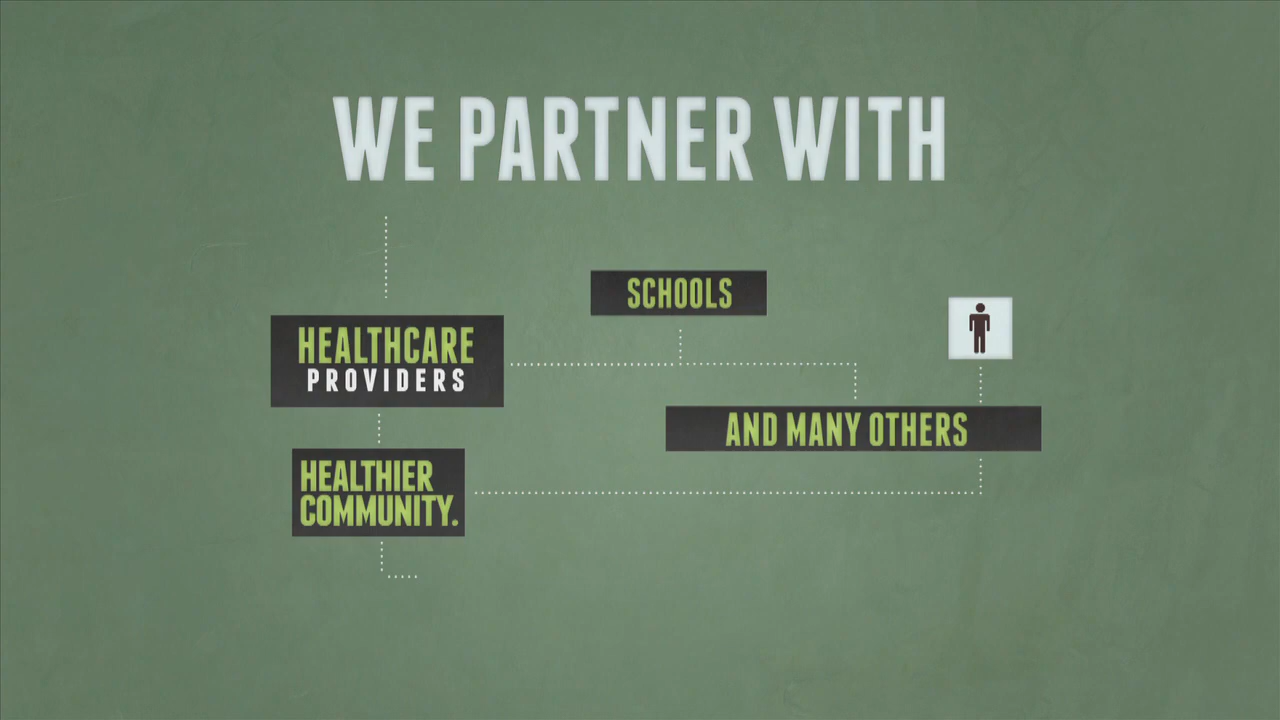 WE PARTNER WITH
SCHOOLS
HEALTHCARE
PROVIDERS
AND MANY OTHERS
HEALTHIER
COMMUNITY.